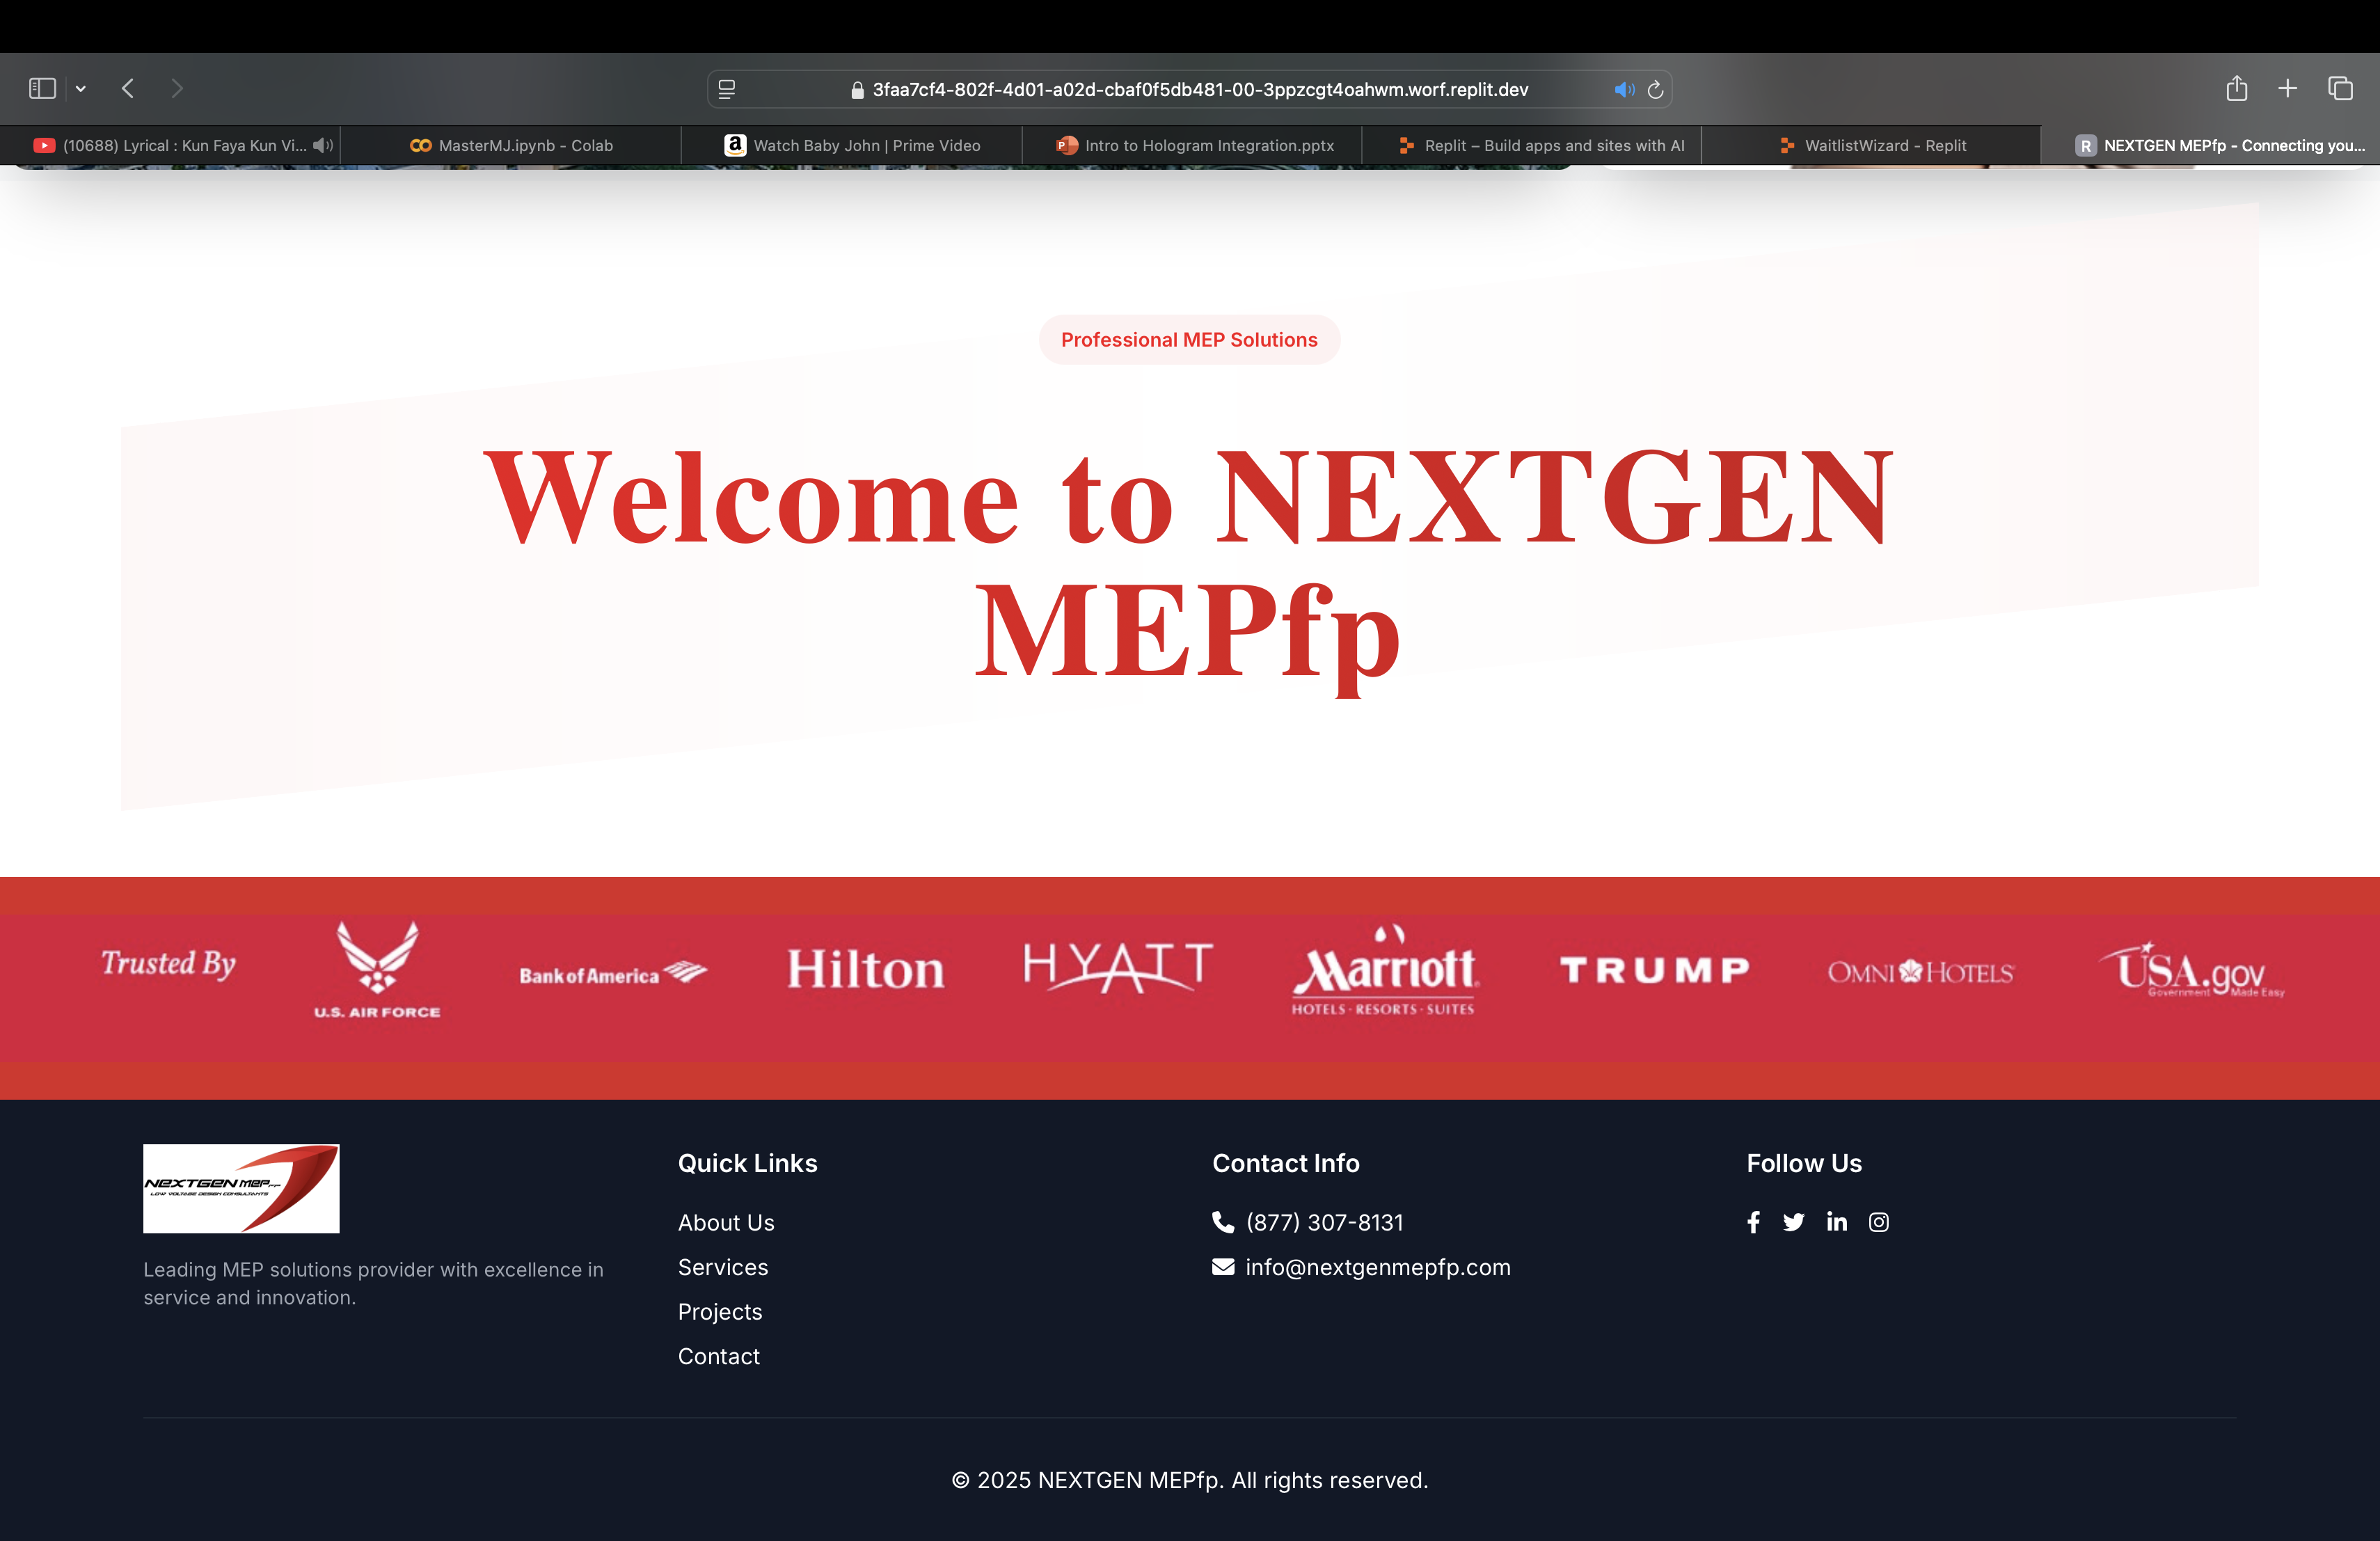 3faa7cf4-802f-4d01-a02d-cbaf0f5db481-00-3ppzcgt4oahwm.worf.replit.dev
(10688) Lyrical : Kun Faya Kun Vi...
MasterMJ.ipynb - Colab
Watch Baby John | Prime Video
Intro to Hologram Integration.pptx
Replit – Build apps and sites with AI
WaitlistWizard - Replit
R NEXTGEN MEPfp - Connecting you...
Professional MEP Solutions
Welcome to NEXTGEN
MEPfp
Trusted By
U.S. AIR FORCE
Bank of America
Hilton
HYATT
Marriott
HOTELS · RESORTS · SUITES
TRUMP
OMNI HOTELS
USA.gov
Government Made Easy
NEXTGEN MEP FP
LOW VOLTAGE DESIGN CONSULTANTS
Leading MEP solutions provider with excellence in
service and innovation.
Quick Links
About Us
Services
Projects
Contact
Contact Info
(877) 307-8131
info@nextgenmepfp.com
Follow Us
© 2025 NEXTGEN MEPfp. All rights reserved.